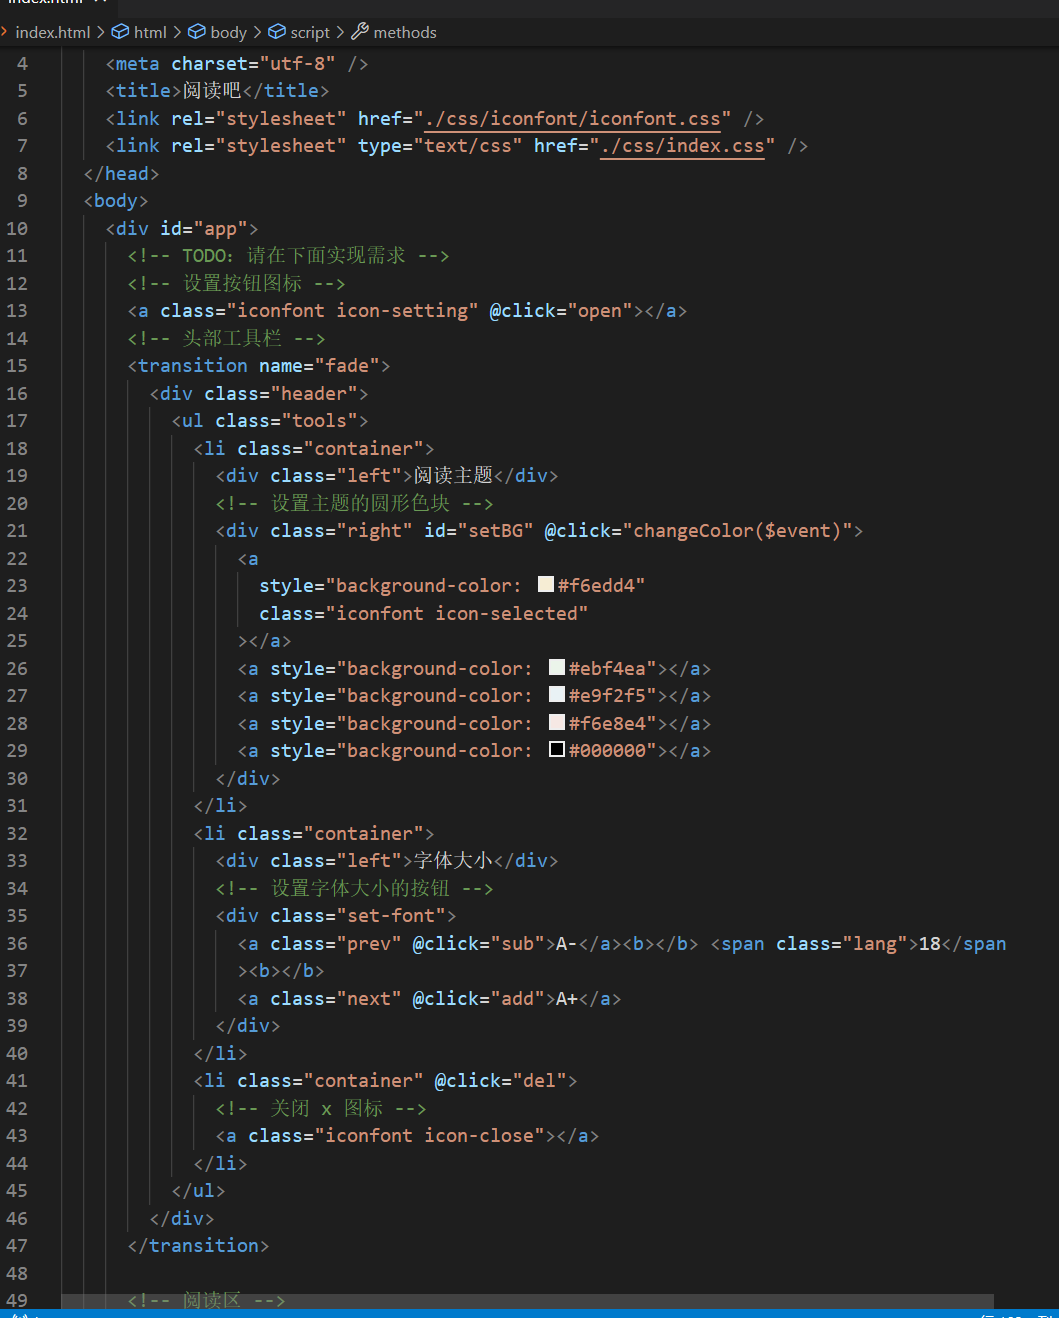 index.html > html > body > script > methods
4 <meta charset="utf-8" />
5 <title>阅读吧</title>
6 <link rel="stylesheet" href="./css/iconfont/iconfont.css" />
7 <link rel="stylesheet" type="text/css" href="./css/index.css" />
8 </head>
9 <body>
10 <div id="app">
11 <!-- TODO：请在下面实现需求 -->
12 <!-- 设置按钮图标 -->
13 <a class="iconfont icon-setting" @click="open"></a>
14 <!-- 头部工具栏 -->
15 <transition name="fade">
16 <div class="header">
17 <ul class="tools">
18 <li class="container">
19 <div class="left">阅读主题</div>
20 <!-- 设置主题的圆形色块 -->
21 <div class="right" id="setBG" @click="changeColor($event)">
22 <a
23 style="background-color: #f6edd4"
24 class="iconfont icon-selected"
25 ></a>
26 <a style="background-color: #ebf4ea"></a>
27 <a style="background-color: #e9f2f5"></a>
28 <a style="background-color: #f6e8e4"></a>
29 <a style="background-color: #000000"></a>
30 </div>
31 </li>
32 <li class="container">
33 <div class="left">字体大小</div>
34 <!-- 设置字体大小的按钮 -->
35 <div class="set-font">
36 <a class="prev" @click="sub">A-</a><b></b> <span class="lang">18</span
37 ><b></b>
38 <a class="next" @click="add">A+</a>
39 </div>
40 </li>
41 <li class="container" @click="del">
42 <!-- 关闭 x 图标 -->
43 <a class="iconfont icon-close"></a>
44 </li>
45 </ul>
46 </div>
47 </transition>
48
49 <!-- 阅读区 -->